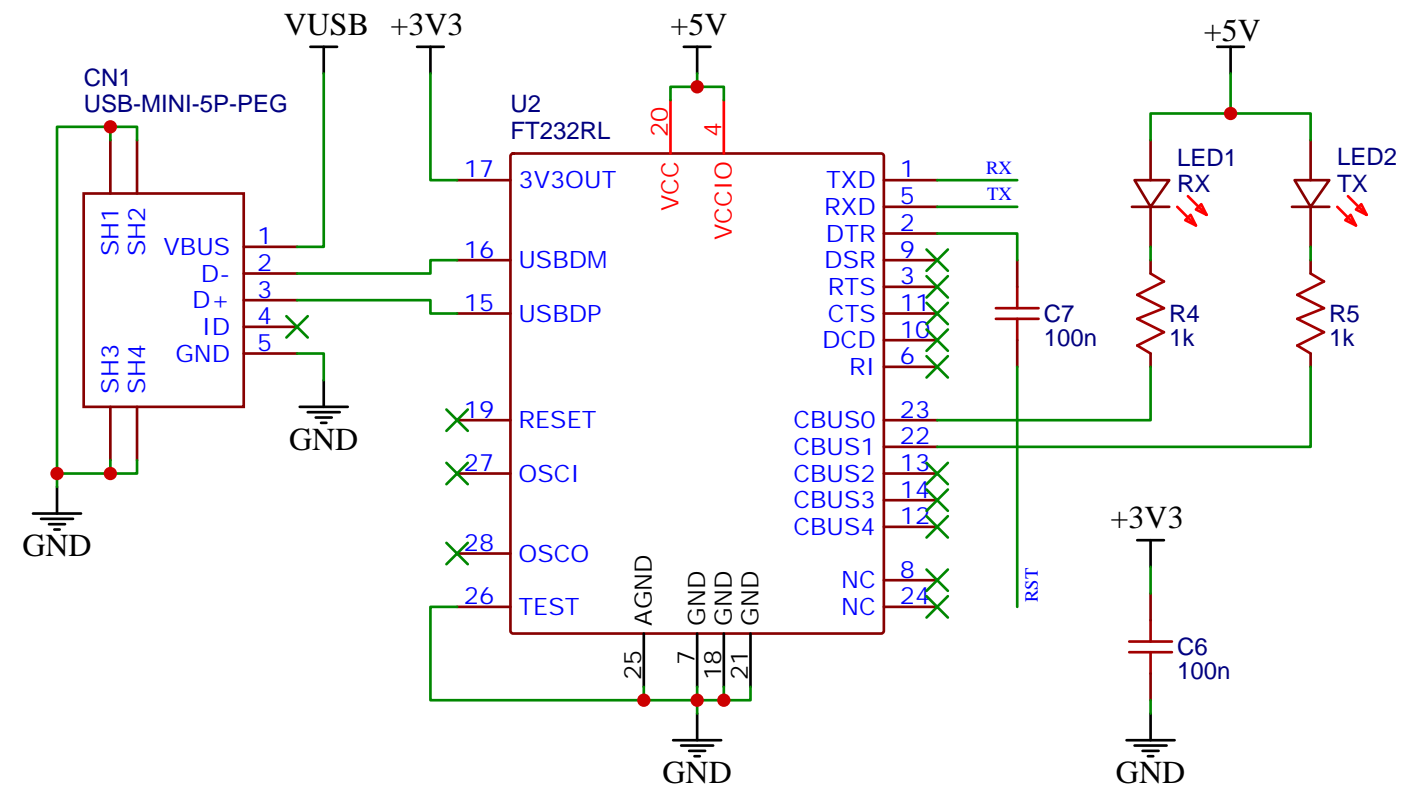 VUSB +3V3
+5V
+5V
CN1
USB-MINI-5P-PEG
SH1
SH2
SH3
SH4
VBUS 1
D- 2
D+ 3
ID 4
GND 5
GND
GND
U2
FT232RL
20 VCC
4 VCCIO
17 3V3OUT
16 USBDM
15 USBDP
19 RESET
27 OSCI
28 OSCO
26 TEST
TXD 1 RX
RXD 5 TX
DTR 2
DSR 9
RTS 3
CTS 11
DCD 10
RI 6
CBUS0 23
CBUS1 22
CBUS2 13
CBUS3 14
CBUS4 12
NC 8
NC 24
AGND 25
GND 7
GND 18
GND 21
GND
C7
100n
RST
LED1
RX
LED2
TX
R4
1k
R5
1k
+3V3
C6
100n
GND